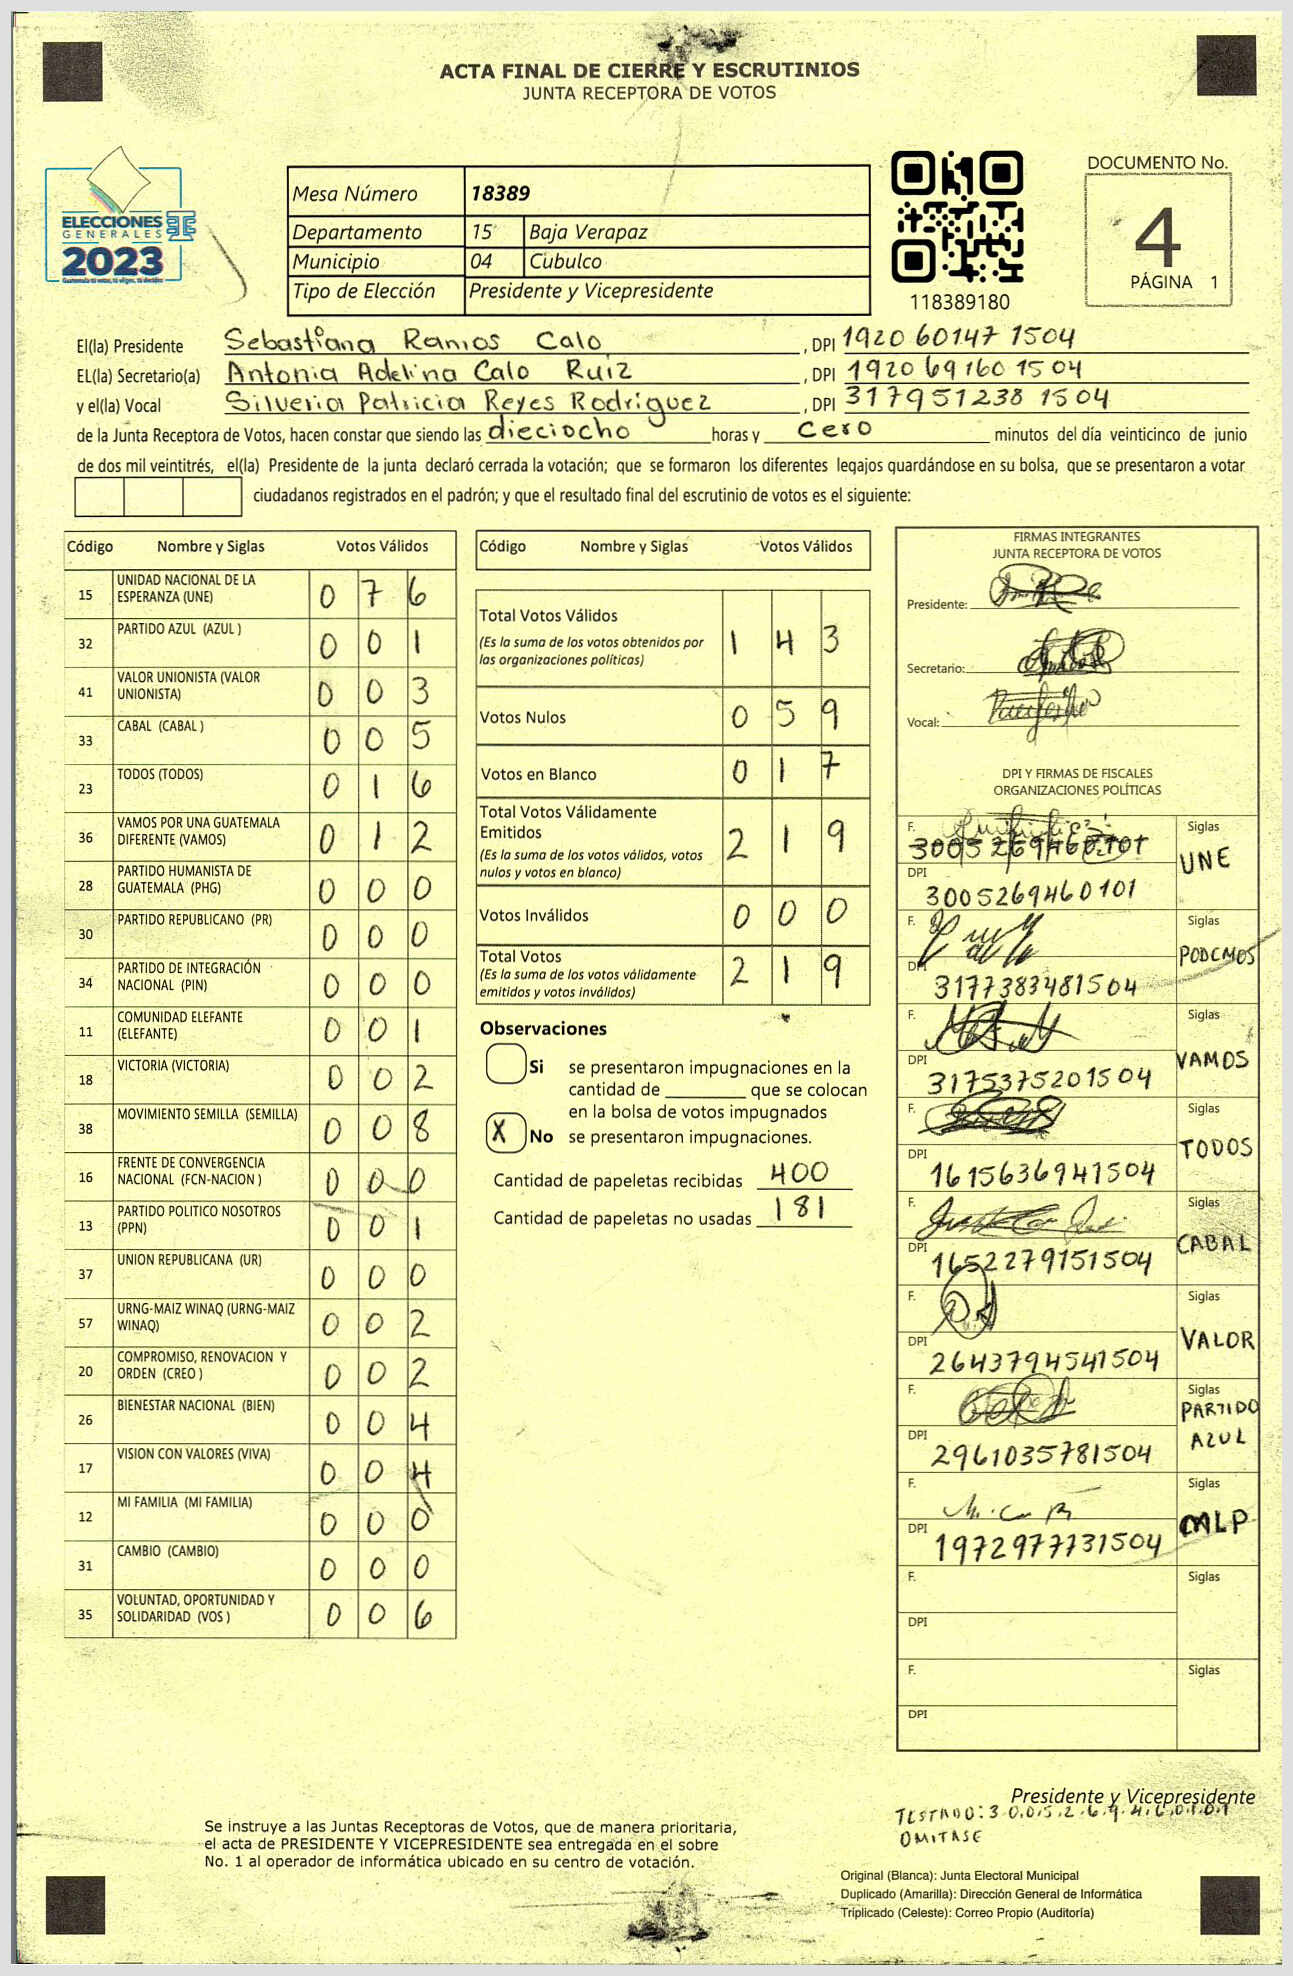 ACTA FINAL DE CIERRE Y ESCRUTINIOS
JUNTA RECEPTORA DE VOTOS
ELECCIONES
GENERALES
2023
Mesa Número 18389
Departamento 15 Baja Verapaz
Municipio 04 Cubulco
Tipo de Elección Presidente y Vicepresidente
118389180
DOCUMENTO No.
4
PÁGINA 1
El(la) Presidente Sebastiana Ramos Calo, DPI 1920 60147 1504
EL(la) Secretario(a) Antonia Adelina Calo Ruiz, DPI 1920 69160 1504
y el(la) Vocal Silveria Patricia Reyes Rodriguez, DPI 317951238 1504
de la Junta Receptora de Votos, hacen constar que siendo las dieciocho horas y cero minutos del día veinticinco de junio
de dos mil veintitrés, el(la) Presidente de la junta declaró cerrada la votación; que se formaron los diferentes legajos guardándose en su bolsa, que se presentaron a votar
ciudadanos registrados en el padrón; y que el resultado final del escrutinio de votos es el siguiente:
Código Nombre y Siglas Votos Válidos
15 UNIDAD NACIONAL DE LA
ESPERANZA (UNE) 0 7 6
32 PARTIDO AZUL (AZUL ) 0 0 1
41 VALOR UNIONISTA (VALOR
UNIONISTA) 0 0 3
33 CABAL (CABAL ) 0 0 5
23 TODOS (TODOS) 0 1 6
36 VAMOS POR UNA GUATEMALA
DIFERENTE (VAMOS) 0 1 2
28 PARTIDO HUMANISTA DE
GUATEMALA (PHG) 0 0 0
30 PARTIDO REPUBLICANO (PR) 0 0 0
34 PARTIDO DE INTEGRACIÓN
NACIONAL (PIN) 0 0 0
11 COMUNIDAD ELEFANTE
(ELEFANTE) 0 0 1
18 VICTORIA (VICTORIA) 0 0 2
38 MOVIMIENTO SEMILLA (SEMILLA) 0 0 8
16 FRENTE DE CONVERGENCIA
NACIONAL (FCN-NACION ) 0 0 0
13 PARTIDO POLITICO NOSOTROS
(PPN) 0 0 1
37 UNION REPUBLICANA (UR) 0 0 0
57 URNG-MAIZ WINAQ (URNG-MAIZ
WINAQ) 0 0 2
20 COMPROMISO, RENOVACION Y
ORDEN (CREO ) 0 0 2
26 BIENESTAR NACIONAL (BIEN) 0 0 4
17 VISION CON VALORES (VIVA) 0 0 4
12 MI FAMILIA (MI FAMILIA) 0 0 0
31 CAMBIO (CAMBIO) 0 0 0
35 VOLUNTAD, OPORTUNIDAD Y
SOLIDARIDAD (VOS ) 0 0 6
Código Nombre y Siglas Votos Válidos
Total Votos Válidos 1 4 3
(Es la suma de los votos obtenidos por
las organizaciones políticas)
Votos Nulos 0 5 9
Votos en Blanco 0 1 7
Total Votos Válidamente
Emitidos 2 1 9
(Es la suma de los votos válidos, votos
nulos y votos en blanco)
Votos Inválidos 0 0 0
Total Votos 2 1 9
(Es la suma de los votos válidamente
emitidos y votos inválidos)
Observaciones
Si se presentaron impugnaciones en la
cantidad de ________ que se colocan
en la bolsa de votos impugnados
X No se presentaron impugnaciones.
Cantidad de papeletas recibidas 400
Cantidad de papeletas no usadas 181
FIRMAS INTEGRANTES
JUNTA RECEPTORA DE VOTOS
Presidente:
Secretario:
Vocal:
DPI Y FIRMAS DE FISCALES
ORGANIZACIONES POLÍTICAS
F. 3005269460101 Siglas
UNE
DPI 3005269460101
F. Siglas
PODEMOS
DPI 3177383481504
F. Siglas
VAMOS
DPI 3175375201504
F. Siglas
TODOS
DPI 1615636941504
F. Siglas
CABAL
DPI 1652279151504
F. Siglas
VALOR
DPI 2643794541504
F. Siglas
PARTIDO
AZUL
DPI 2961035781504
F. Siglas
MLP
DPI 1972977731504
F. Siglas
DPI
F. Siglas
DPI
Presidente y Vicepresidente
TESTADO: 3.0.0.5.2.6.9.4.6.0.1.0.1
OMITASE
Se instruye a las Juntas Receptoras de Votos, que de manera prioritaria,
el acta de PRESIDENTE Y VICEPRESIDENTE sea entregada en el sobre
No. 1 al operador de informática ubicado en su centro de votación.
Original (Blanca): Junta Electoral Municipal
Duplicado (Amarilla): Dirección General de Informática
Triplicado (Celeste): Correo Propio (Auditoría)